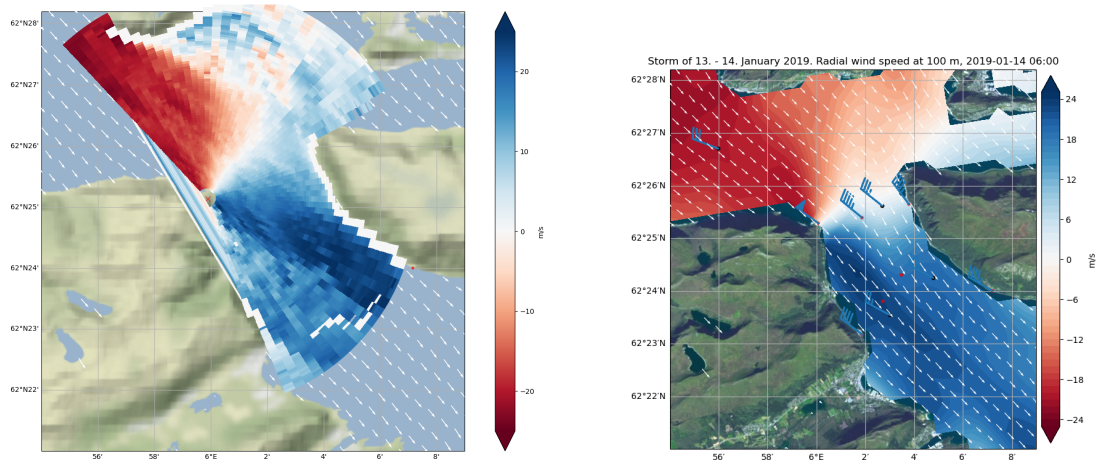 62°N28'
62°N27'
62°N26'
62°N25'
62°N24'
62°N23'
62°N22'
56'
58'
6°E
2'
4'
6'
8'
20
10
0
−10
−20
m/s
Storm of 13. - 14. January 2019. Radial wind speed at 100 m, 2019-01-14 06:00
62°28'N
62°27'N
62°26'N
62°25'N
62°24'N
62°23'N
62°22'N
56'
58'
6°E
2'
4'
6'
8'
24
18
12
6
0
−6
−12
−18
−24
m/s